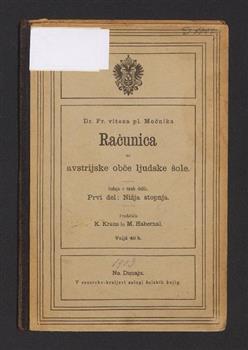 Dr. Fr. viteza pl. Močnika
Računica
za
avstrijske obče ljudske šole.
Izdaja v treh delih.
Prvi del: Nižja stopnja.
Predelala
K. Kraus in M. Habernal.
Velja 40 h.
1913
Na Dunaju.
V cesarsko-kraljevi zalogi šolskih knjig